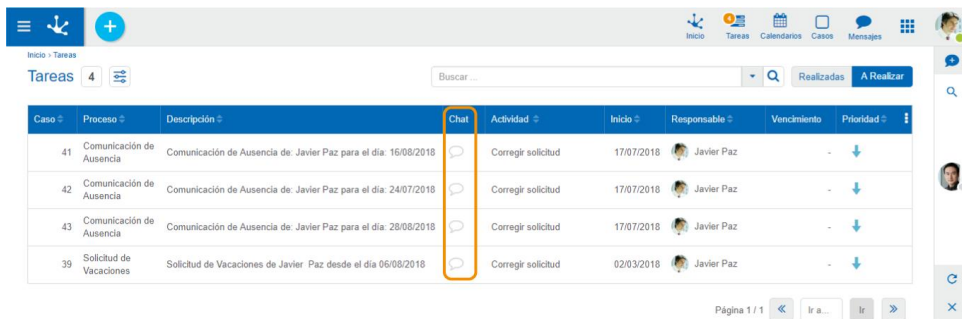 4
Inicio Tareas Calendarios Casos Mensajes
Inicio > Tareas
Tareas 4
Buscar ...
Realizadas A Realizar
Caso Proceso Descripción Chat Actividad Inicio Responsable Vencimiento Prioridad
41 Comunicación de Ausencia Comunicación de Ausencia de: Javier Paz para el día: 16/08/2018 Corregir solicitud 17/07/2018 Javier Paz -
42 Comunicación de Ausencia Comunicación de Ausencia de: Javier Paz para el día: 24/07/2018 Corregir solicitud 17/07/2018 Javier Paz -
43 Comunicación de Ausencia Comunicación de Ausencia de: Javier Paz para el día: 28/08/2018 Corregir solicitud 17/07/2018 Javier Paz -
39 Solicitud de Vacaciones Solicitud de Vacaciones de Javier Paz desde el día 06/08/2018 Corregir solicitud 02/03/2018 Javier Paz -
Página 1 / 1 « Ir a... Ir »